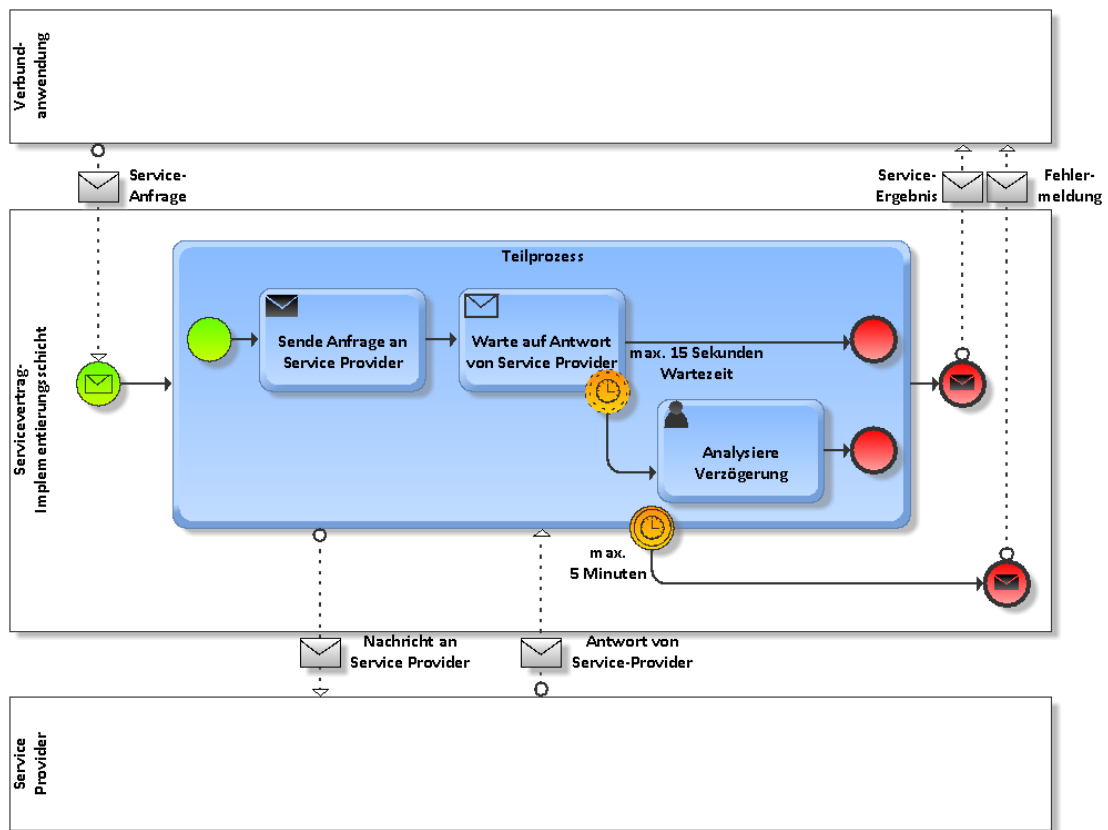 Verbund-
anwendung
Service-
Anfrage
Service-
Ergebnis
Fehler-
meldung
Servicevertrag-
Implementierungsschicht
Teilprozess
Sende Anfrage an
Service Provider
Warte auf Antwort
von Service Provider
max. 15 Sekunden
Wartezeit
Analysiere
Verzögerung
max.
5 Minuten
Nachricht an
Service Provider
Antwort von
Service-Provider
Service
Provider